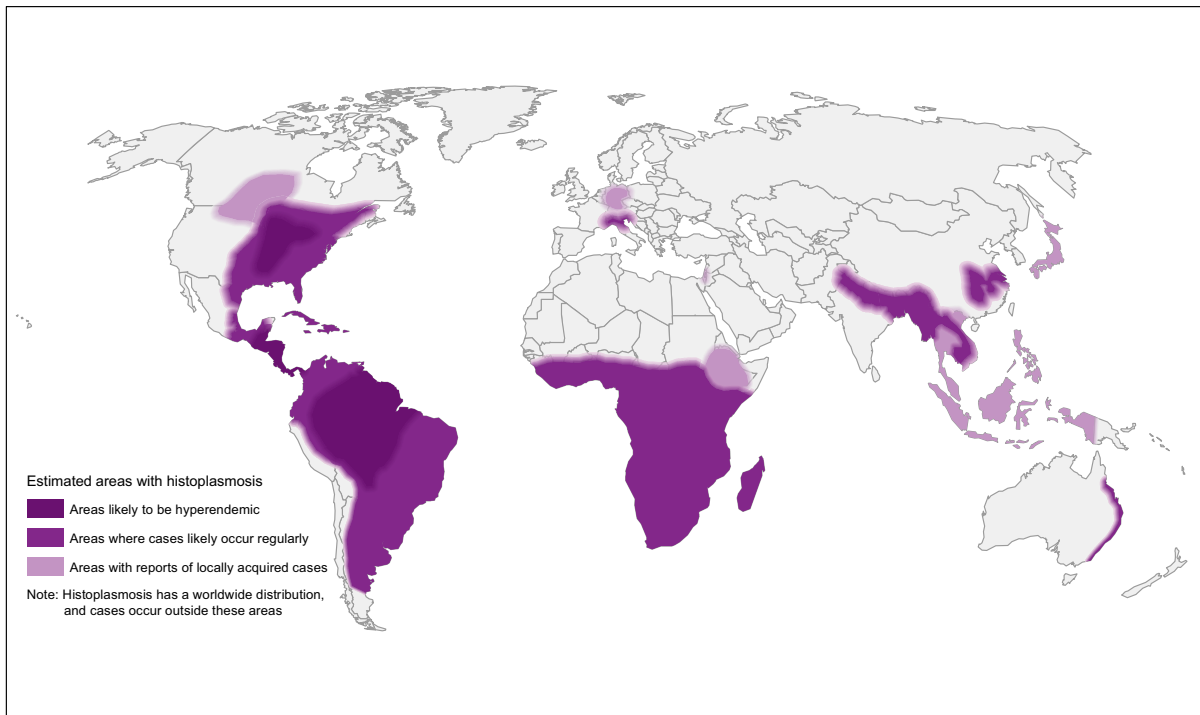 Estimated areas with histoplasmosis
Areas likely to be hyperendemic
Areas where cases likely occur regularly
Areas with reports of locally acquired cases
Note: Histoplasmosis has a worldwide distribution,
and cases occur outside these areas